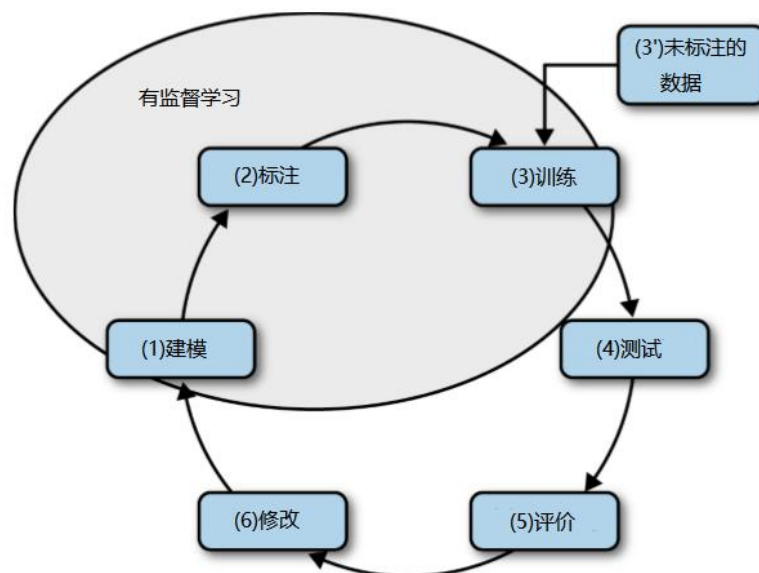 (3')未标注的
数据
有监督学习
(2)标注
(3)训练
(1)建模
(4)测试
(6)修改
(5)评价